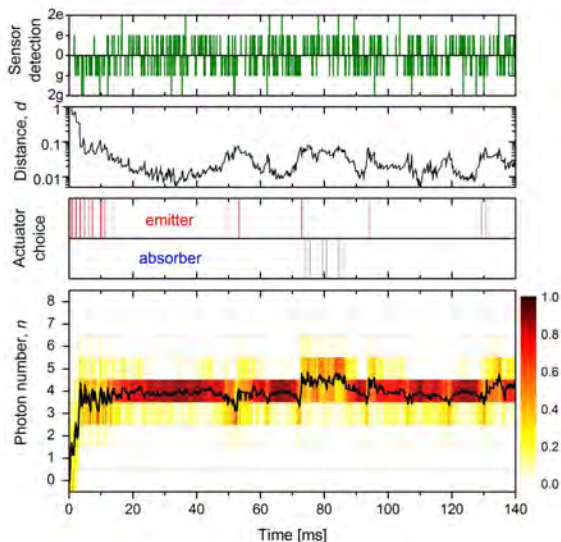 2e
e
0
g
2g
Sensor
detection
1
0.1
0.01
Distance, d
Actuator
choice
emitter
absorber
8
7
6
5
4
3
2
1
0
Photon number, n
1.0
0.8
0.6
0.4
0.2
0.0
0 20 40 60 80 100 120 140
Time [ms]